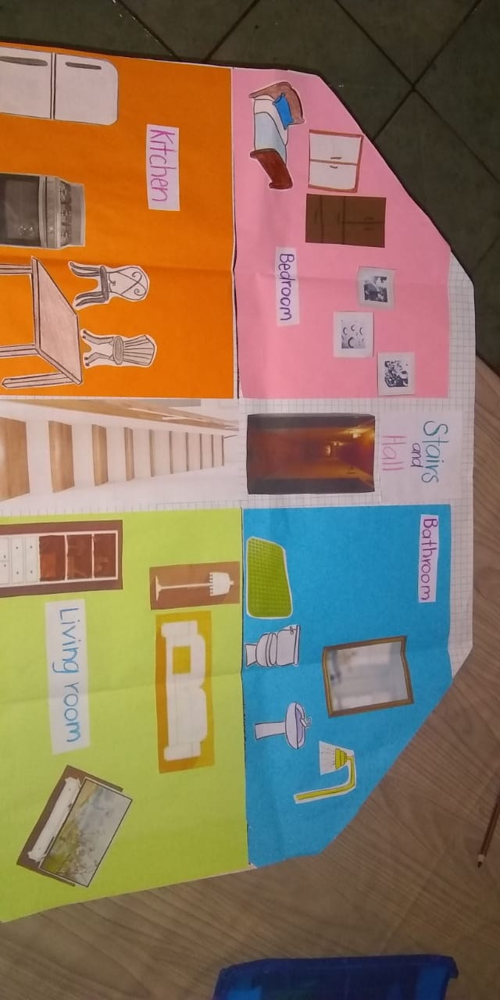 Bedroom
Stairs
and
Hall
Bathroom
Kitchen
Living room